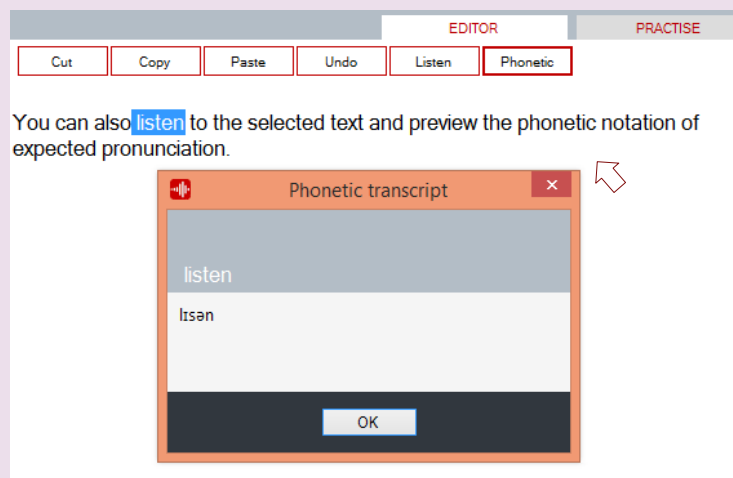 EDITOR PRACTISE
Cut Copy Paste Undo Listen Phonetic
You can also listen to the selected text and preview the phonetic notation of
expected pronunciation.
Phonetic transcript
listen
lɪsən
OK